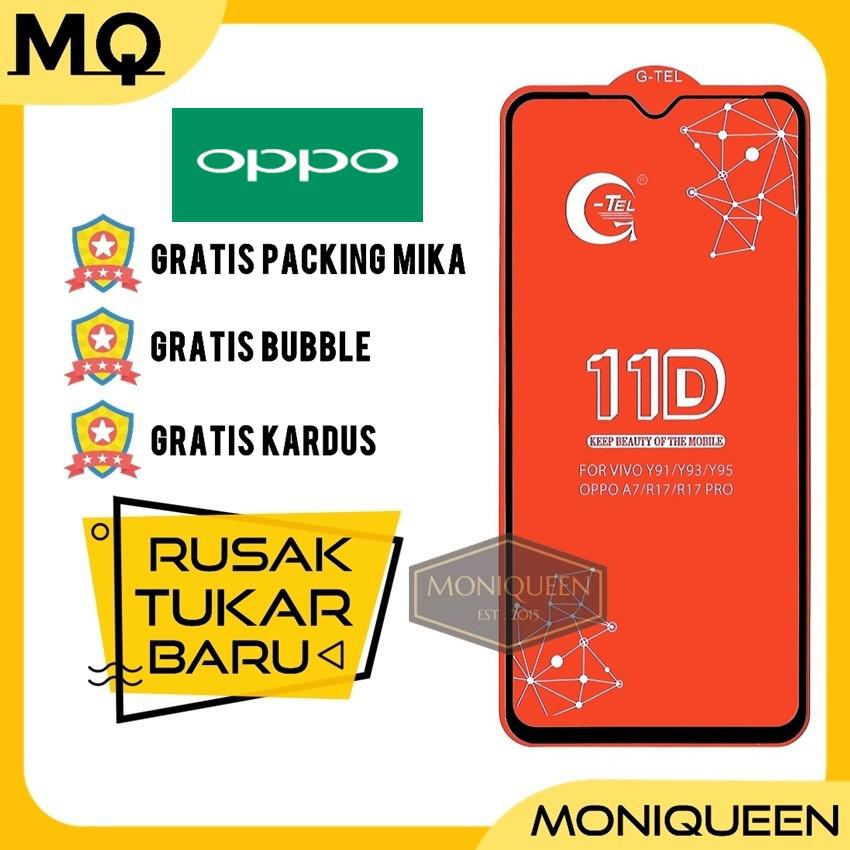 MQ
oppo
GRATIS PACKING MIKA
GRATIS BUBBLE
GRATIS KARDUS
RUSAK
TUKAR
BARU
G-TEL
G-TEL®
11D
KEEP BEAUTY OF THE MOBILE
FOR VIVO Y91/Y93/Y95
OPPO A7/R17/R17 PRO
MONIQUEEN
EST. 2015
MONIQUEEN